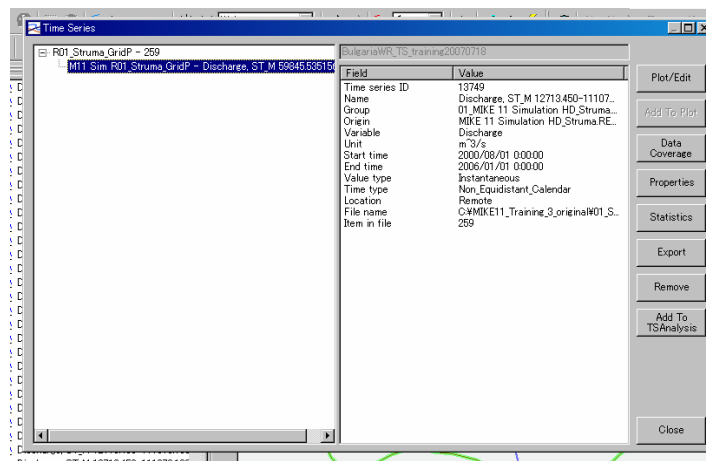 Time Series
R01_Struma_GridP - 259
M11 Sim R01_Struma_GridP - Discharge, ST_M 59845.53515
BulgariaWR_TS_training20070718
Field Value
Time series ID 13749
Name Discharge, ST_M 12713.450-11107...
Group 01_MIKE 11 Simulation HD_Struma...
Origin MIKE 11 Simulation HD_Struma.RE...
Variable Discharge
Unit m^3/s
Start time 2000/08/01 0:00:00
End time 2006/01/01 0:00:00
Value type Instantaneous
Time type Non_Equidistant_Calendar
Location Remote
File name C:¥MIKE11_Training_3_original¥01_S...
Item in file 259
Plot/Edit
Add To Plot
Data
Coverage
Properties
Statistics
Export
Remove
Add To
TSAnalysis
Close